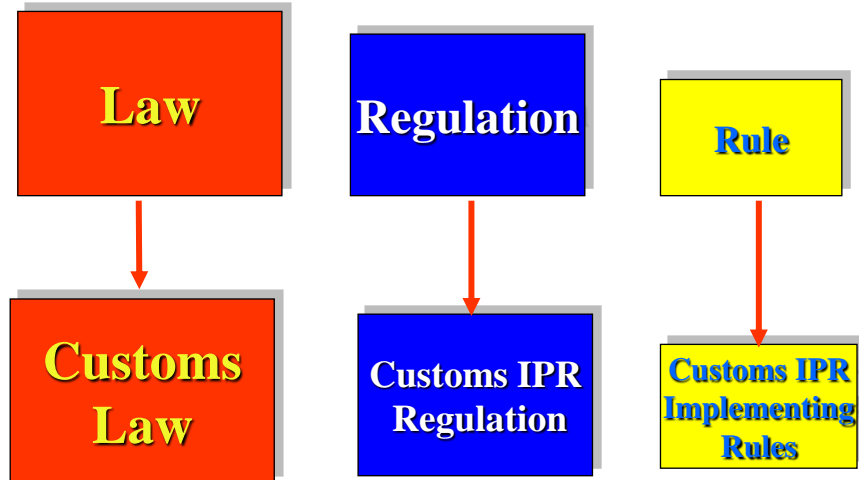 Law
Regulation
Rule
Customs
Law
Customs IPR
Regulation
Customs IPR
Implementing
Rules